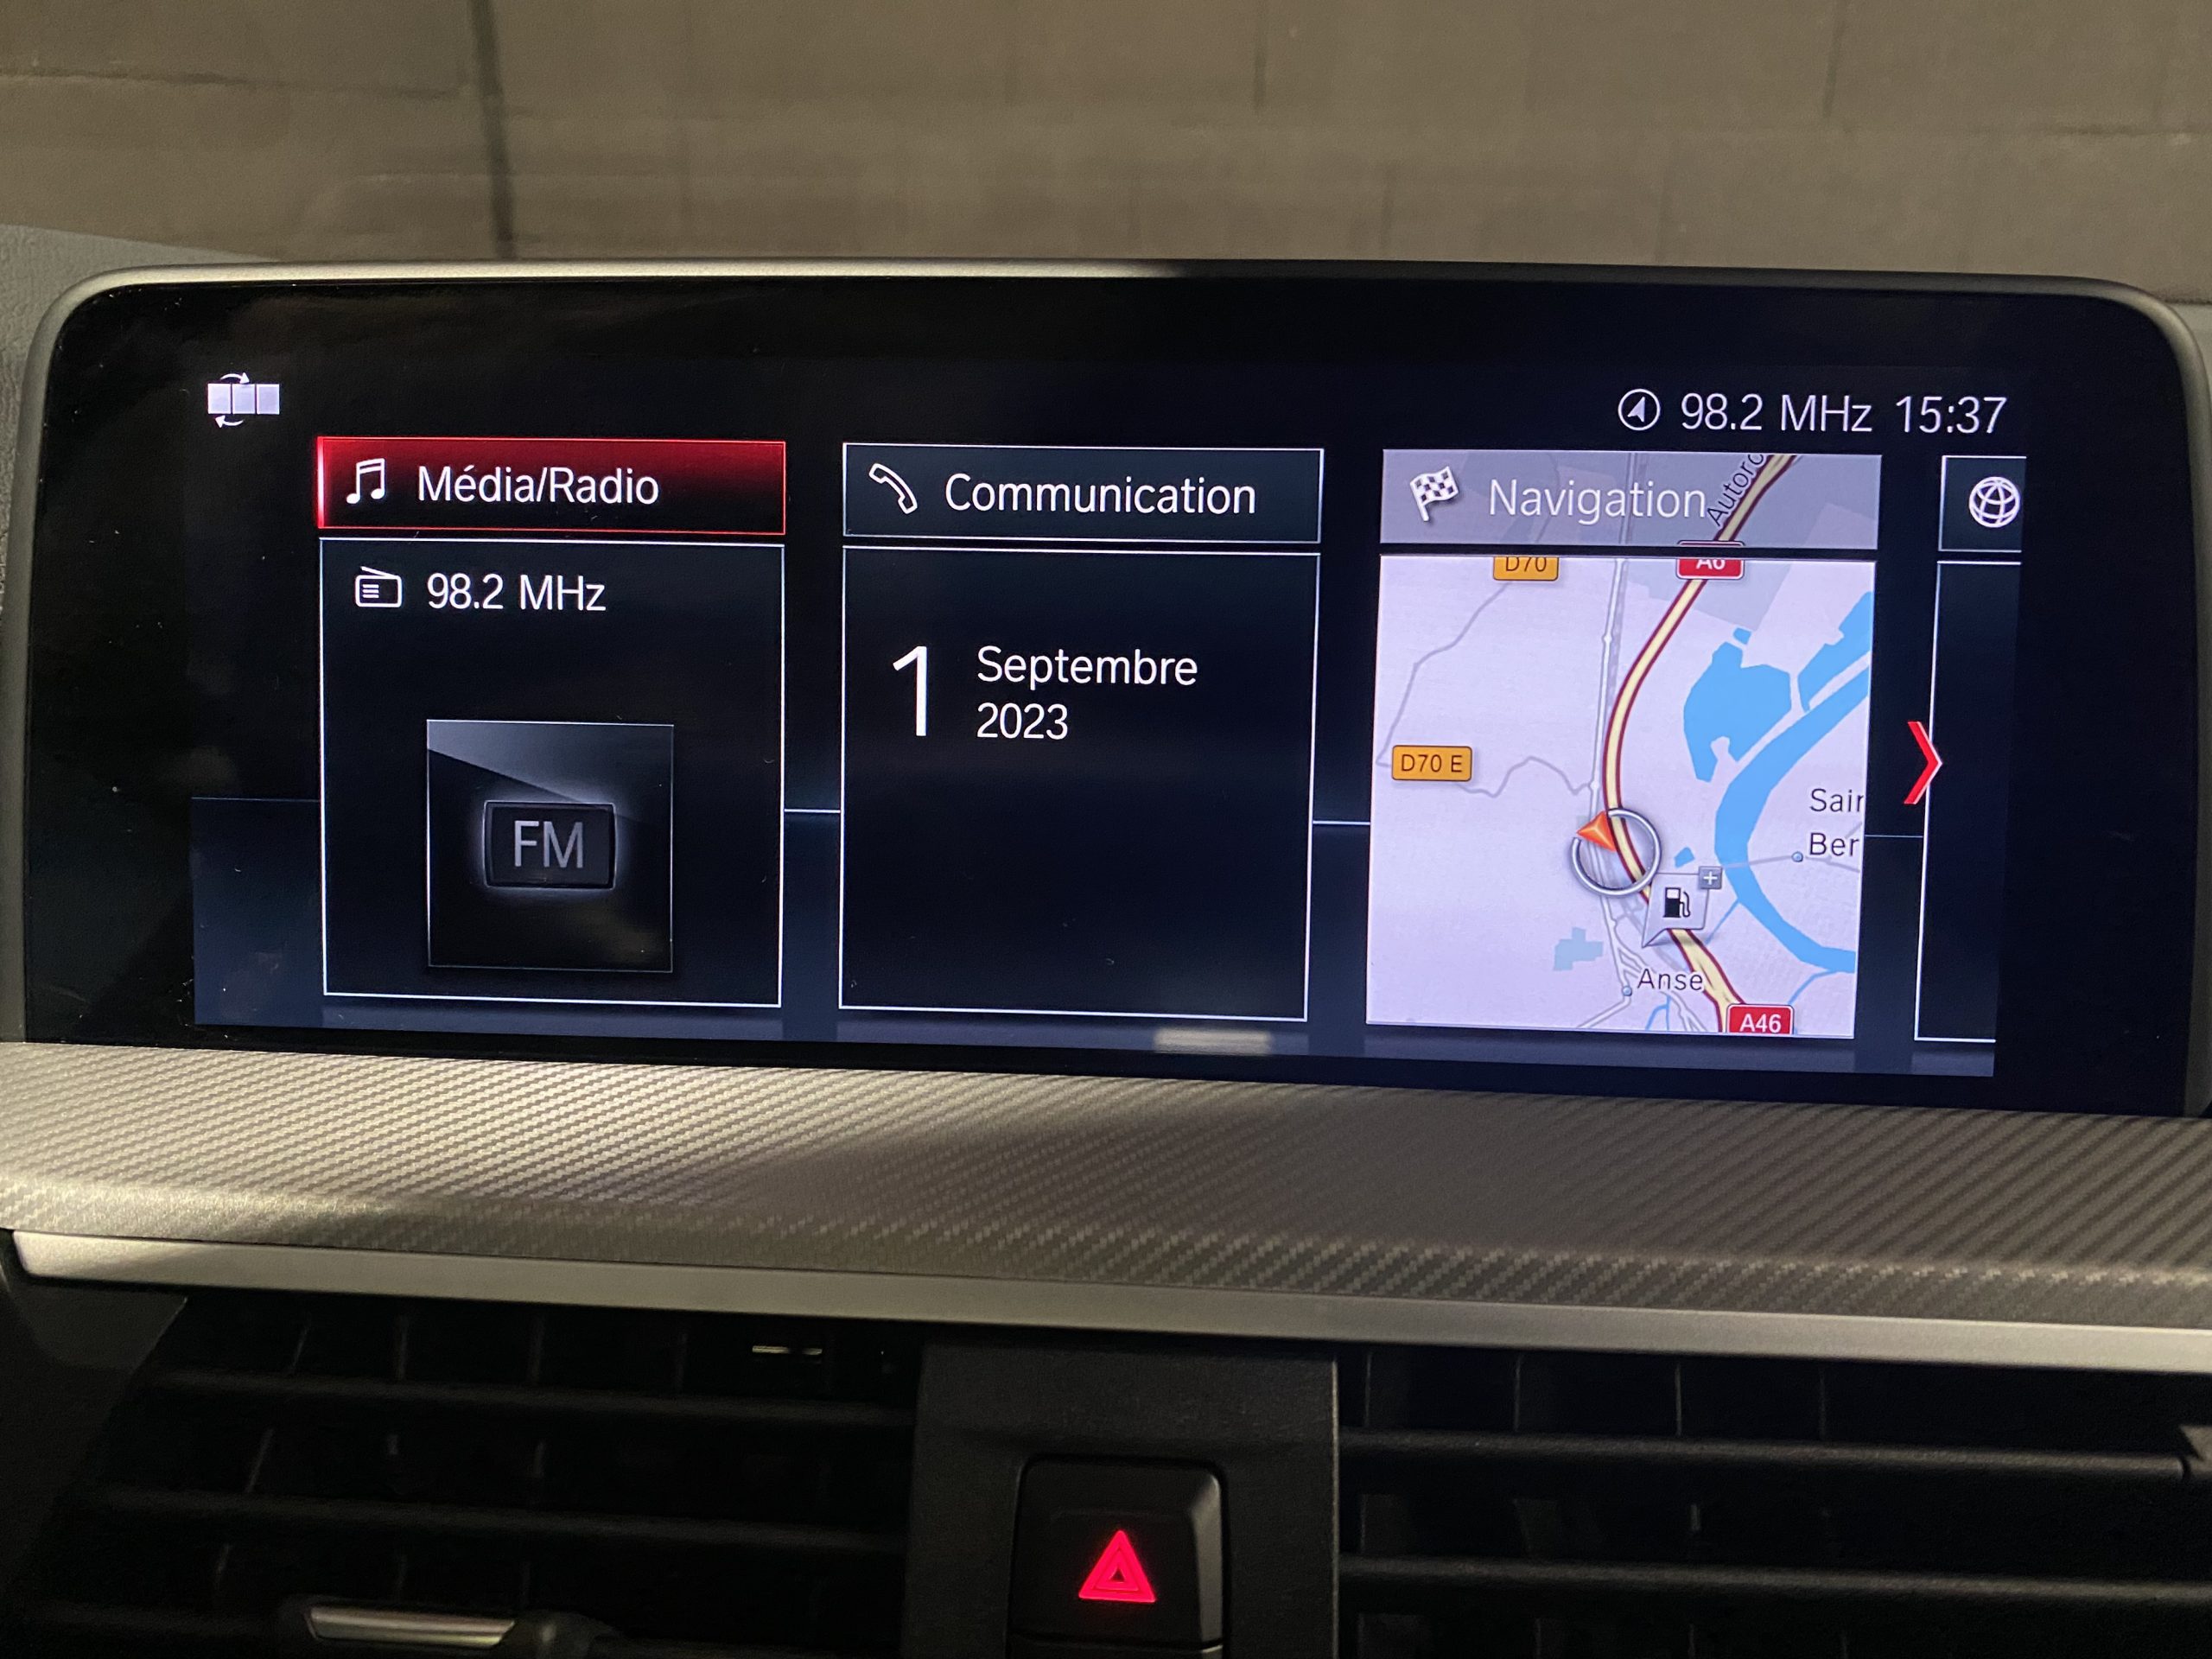 98.2 MHz 15:37
Média/Radio
98.2 MHz
FM
Communication
1 Septembre
2023
Navigation
D70
A6
D70 E
Anse
A46